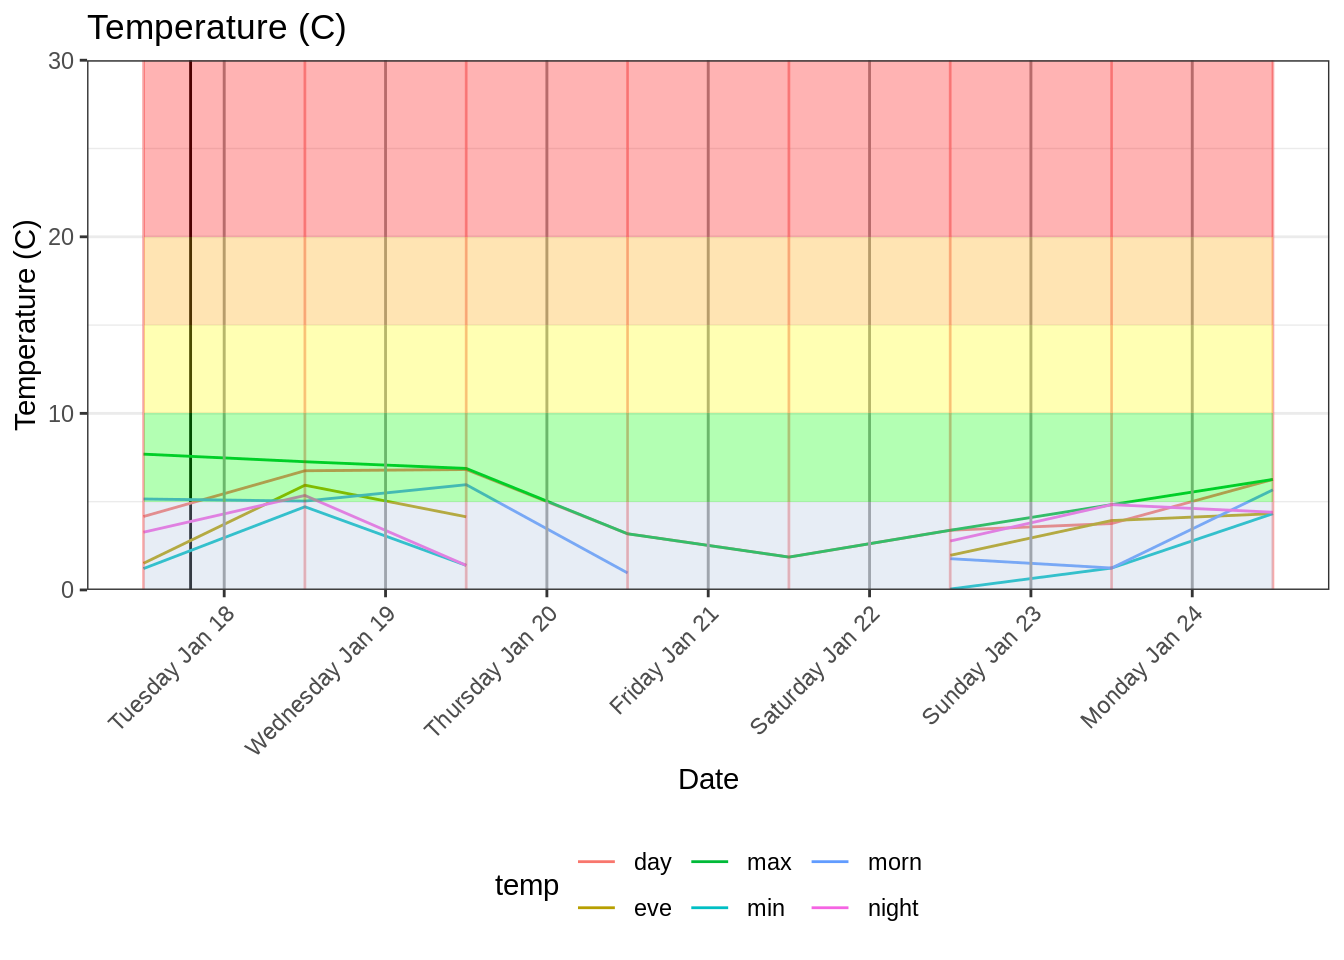 Temperature (C)
Temperature (C)
30
20
10
0
Tuesday Jan 18
Wednesday Jan 19
Thursday Jan 20
Friday Jan 21
Saturday Jan 22
Sunday Jan 23
Monday Jan 24
Date
temp
day
max
morn
eve
min
night